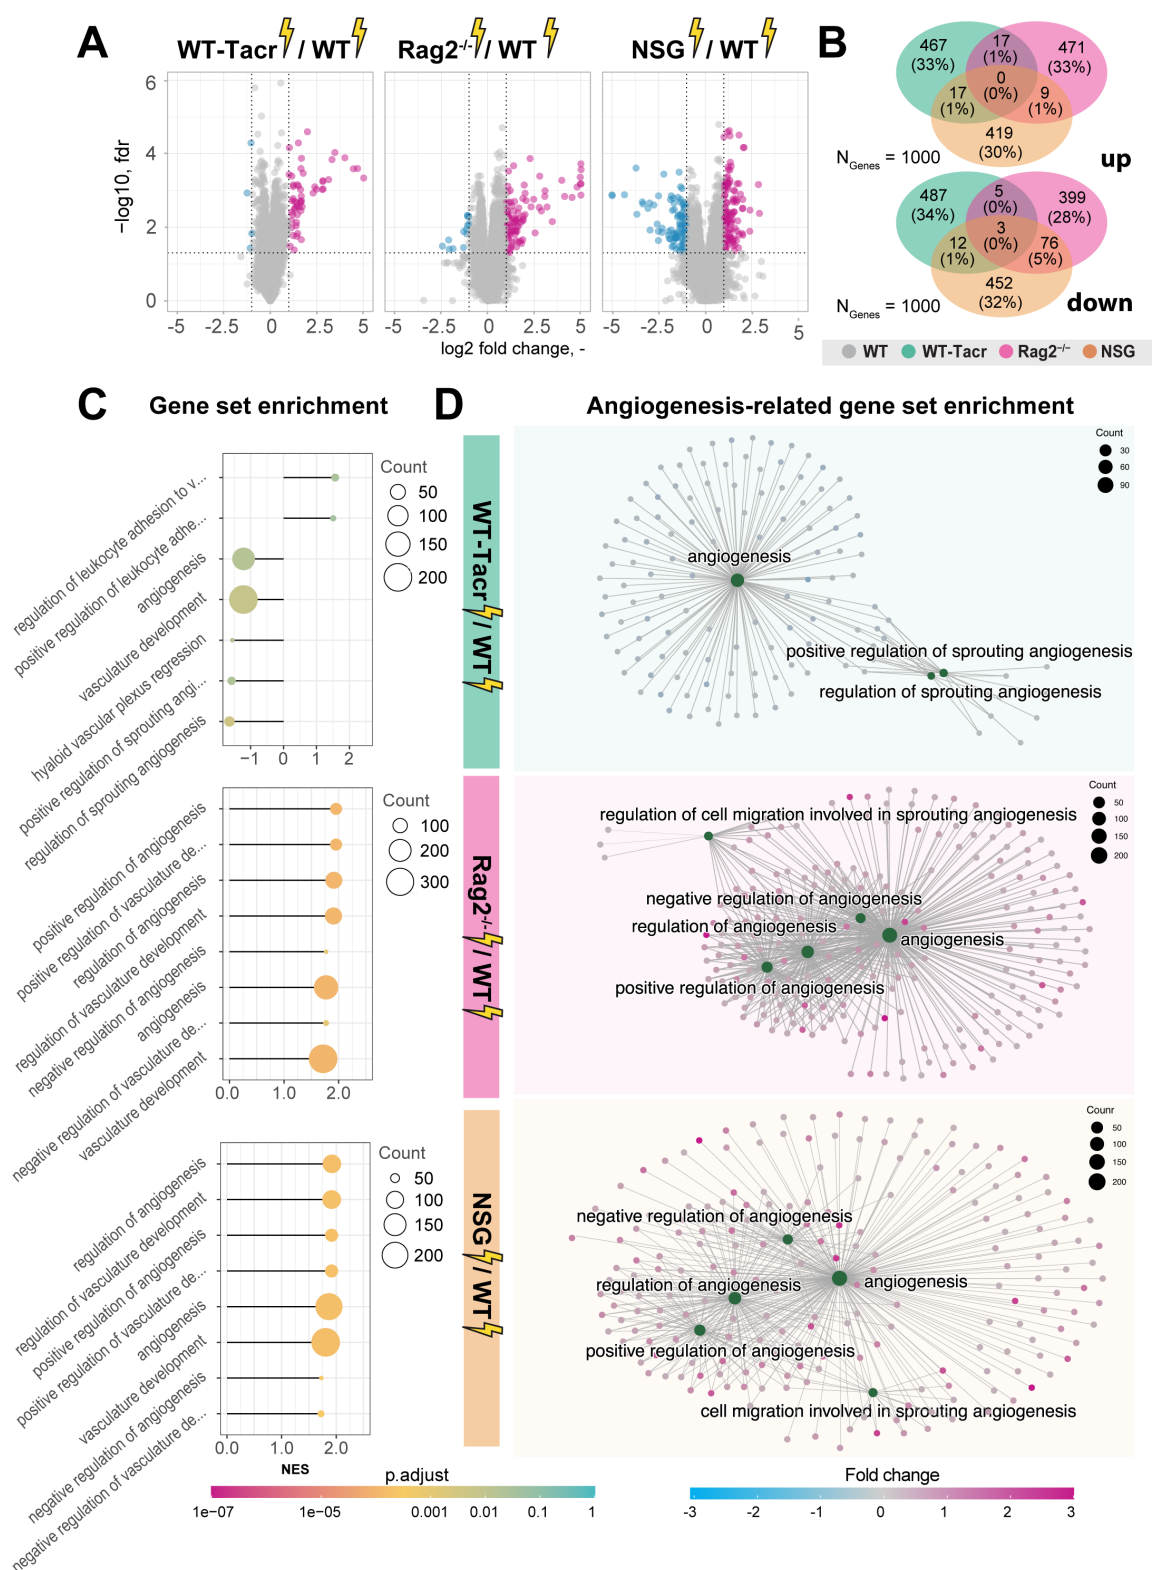 A
WT-Tacr / WT
Rag2-/- / WT
NSG / WT
B
−log10, fdr
6
4
2
0
-5
-2.5
0
2.5
5
-5
-2.5
0
2.5
5
-5
-2.5
0
2.5
5
log2 fold change, -
467
(33%)
17
(1%)
471
(33%)
0
(0%)
17
(1%)
9
(1%)
419
(30%)
NGenes = 1000
up
487
(34%)
5
(0%)
399
(28%)
3
(0%)
12
(1%)
76
(5%)
452
(32%)
NGenes = 1000
down
WT
WT-Tacr
Rag2−/−
NSG
C
Gene set enrichment
regulation of leukocyte adhesion to v...
positive regulation of leukocyte adhe...
angiogenesis
vasculature development
hyaloid vascular plexus regression
positive regulation of sprouting angi...
regulation of sprouting angiogenesis
−1
0
1
2
Count
50
100
150
200
positive regulation of angiogenesis
positive regulation of vasculature de...
regulation of angiogenesis
regulation of vasculature development
negative regulation of angiogenesis
angiogenesis
negative regulation of vasculature de...
vasculature development
0.0
1.0
2.0
Count
100
200
300
regulation of angiogenesis
regulation of vasculature development
positive regulation of angiogenesis
positive regulation of vasculature de...
angiogenesis
vasculature development
negative regulation of angiogenesis
negative regulation of vasculature de...
0.0
1.0
2.0
NES
Count
50
100
150
200
p.adjust
1e−07
1e−05
0.001
0.01
0.1
1
D
Angiogenesis-related gene set enrichment
WT-Tacr / WT
Count
30
60
90
angiogenesis
positive regulation of sprouting angiogenesis
regulation of sprouting angiogenesis
Rag2-/- / WT
Count
50
100
150
200
regulation of cell migration involved in sprouting angiogenesis
negative regulation of angiogenesis
regulation of angiogenesis
angiogenesis
positive regulation of angiogenesis
NSG / WT
Counr
50
100
150
200
negative regulation of angiogenesis
regulation of angiogenesis
angiogenesis
positive regulation of angiogenesis
cell migration involved in sprouting angiogenesis
Fold change
-3
-2
-1
0
1
2
3